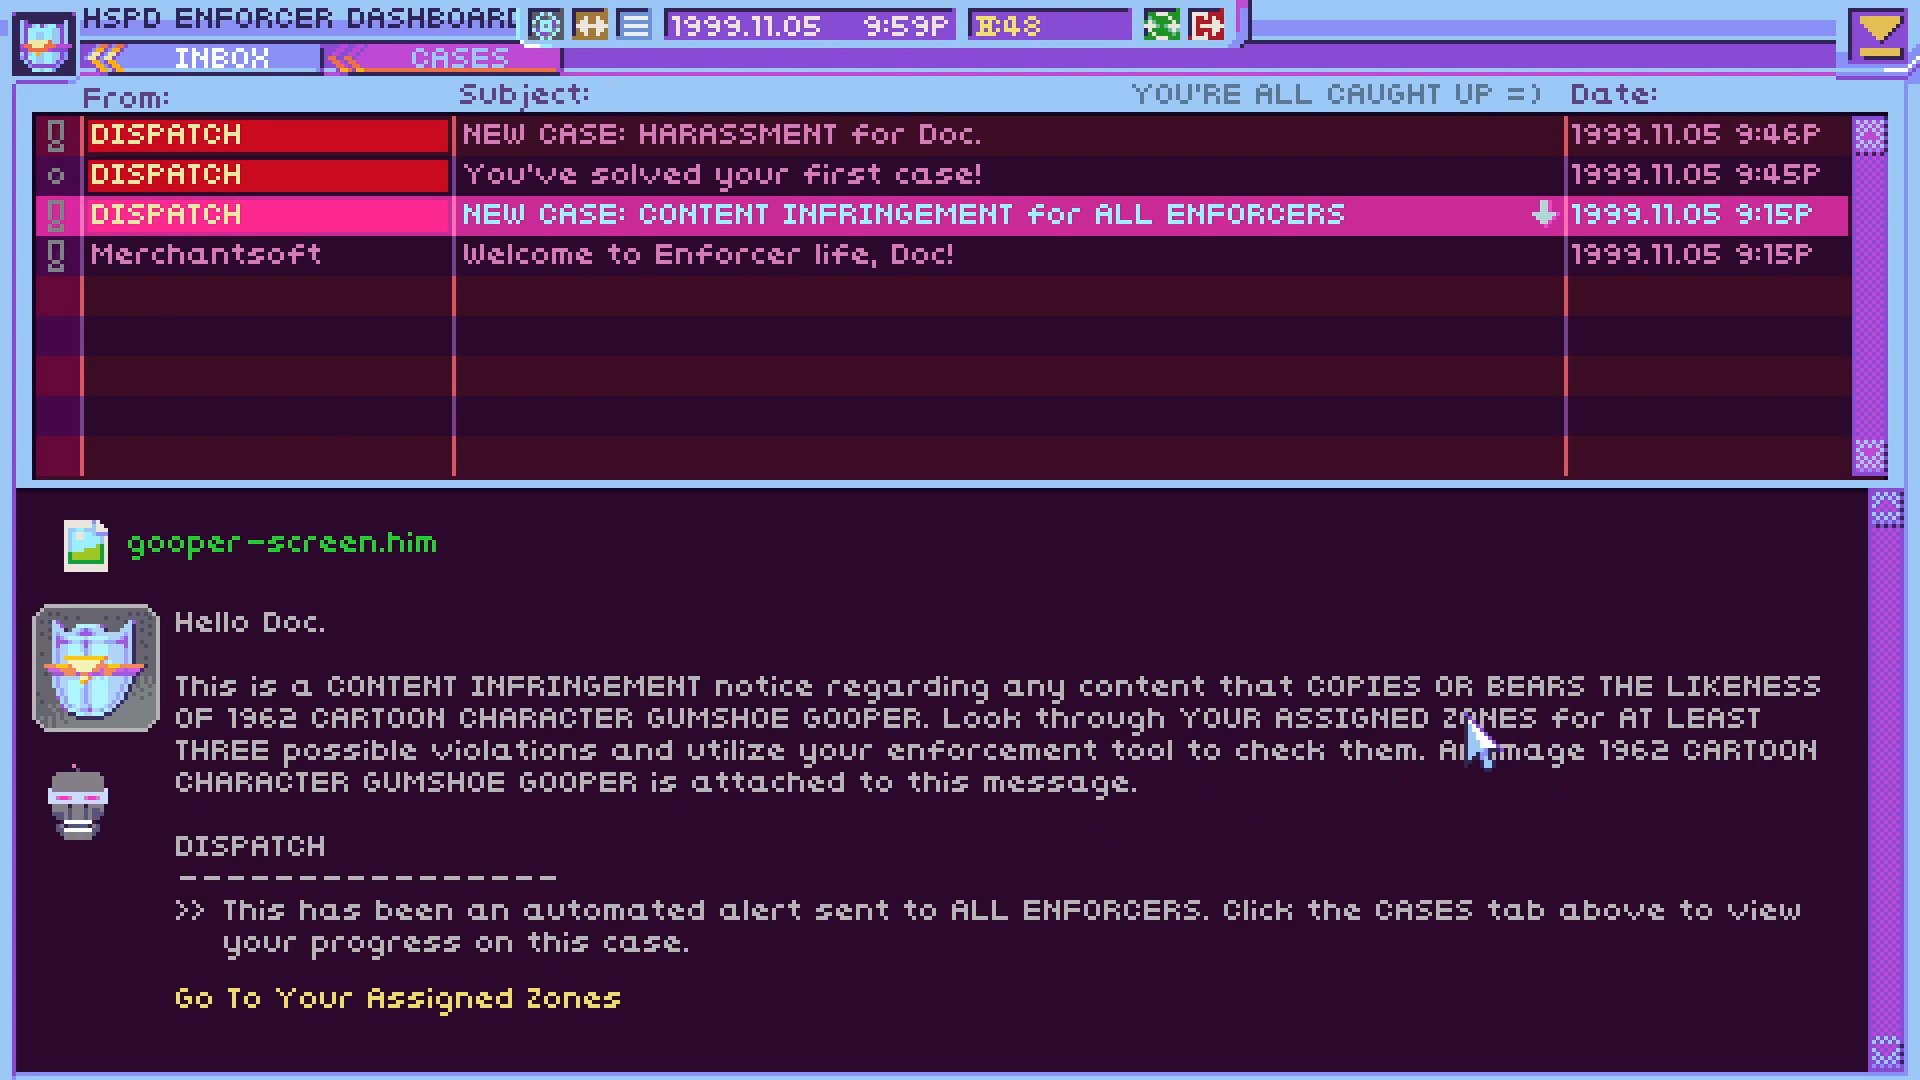 HSPD ENFORCER DASHBOARD
1999.11.05 9:59P
48
INBOX
CASES
From:
Subject:
YOU'RE ALL CAUGHT UP =)
Date:
DISPATCH NEW CASE: HARASSMENT for Doc. 1999.11.05 9:46P
DISPATCH You've solved your first case! 1999.11.05 9:45P
DISPATCH NEW CASE: CONTENT INFRINGEMENT for ALL ENFORCERS 1999.11.05 9:15P
Merchantsoft Welcome to Enforcer life, Doc! 1999.11.05 9:15P
gooper-screen.him
Hello Doc.
This is a CONTENT INFRINGEMENT notice regarding any content that COPIES OR BEARS THE LIKENESS
OF 1962 CARTOON CHARACTER GUMSHOE GOOPER. Look through YOUR ASSIGNED ZONES for AT LEAST
THREE possible violations and utilize your enforcement tool to check them. An image 1962 CARTOON
CHARACTER GUMSHOE GOOPER is attached to this message.
DISPATCH
----------------
>> This has been an automated alert sent to ALL ENFORCERS. Click the CASES tab above to view
your progress on this case.
Go To Your Assigned Zones